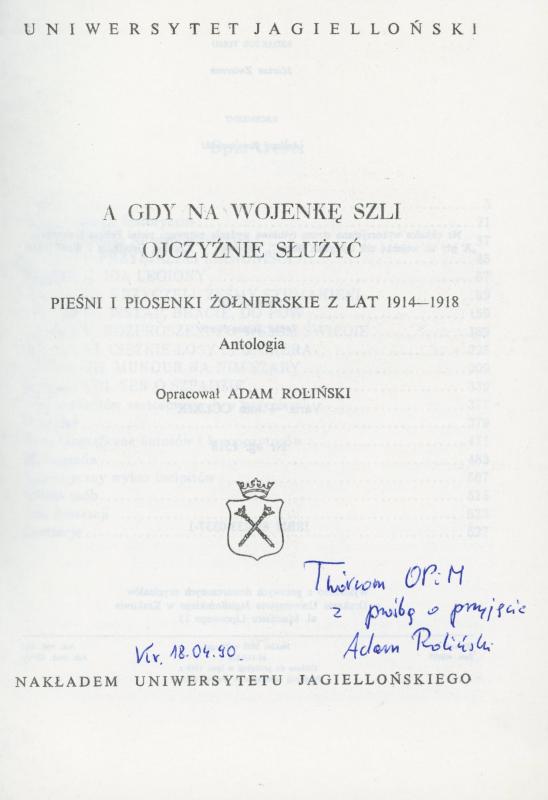 UNIWERSYTET JAGIELLOŃSKI
A GDY NA WOJENKĘ SZLI
OJCZYŹNIE SŁUŻYĆ
PIEŚNI I PIOSENKI ŻOŁNIERSKIE Z LAT 1914—1918
Antologia
Opracował ADAM ROLIŃSKI
Twórcom OPiM
z prośbą o przyjęcie
Adam Roliński
Kr. 18.04.90.
NAKŁADEM UNIWERSYTETU JAGIELLOŃSKIEGO